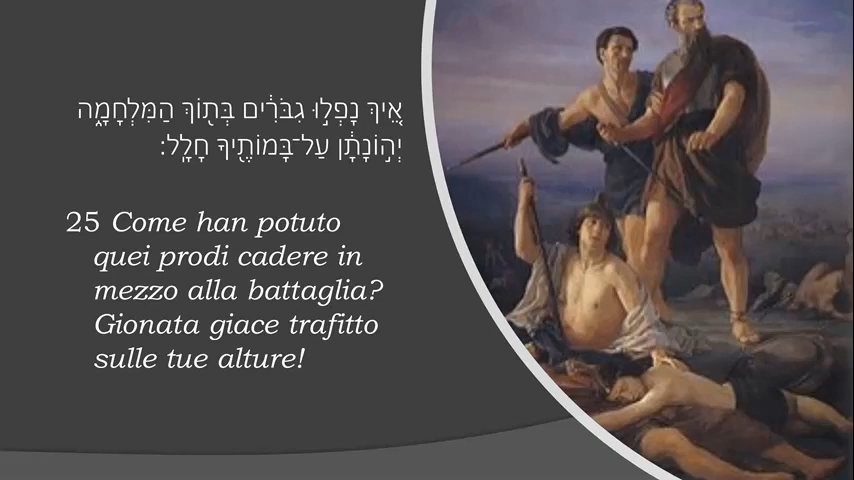 אֵ֚יךְ נָפְל֣וּ גִבֹּרִ֔ים בְּת֖וֹךְ הַמִּלְחָמָ֑ה
יְה֣וֹנָתָ֔ן עַל־בָּמוֹתֶ֖יךָ חָלָֽל׃
25 Come han potuto
quei prodi cadere in
mezzo alla battaglia?
Gionata giace trafitto
sulle tue alture!